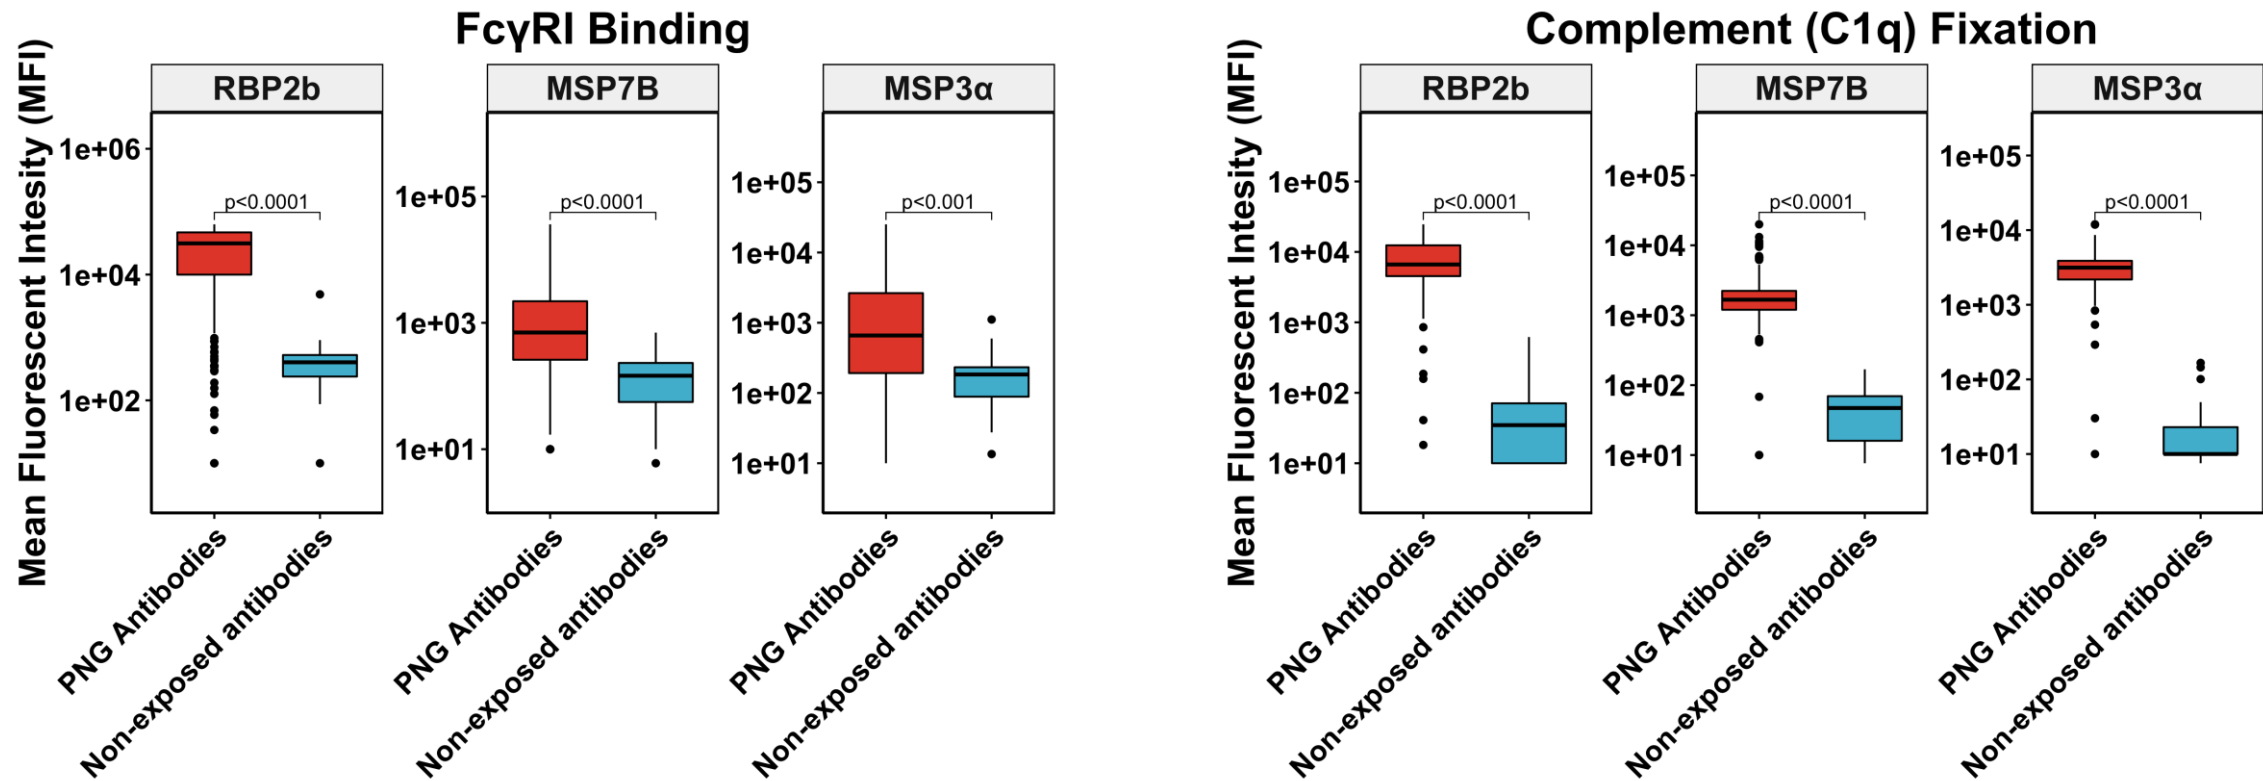 FcγRI Binding
Mean Fluorescent Intesity (MFI)
RBP2b
1e+06
1e+04
1e+02
p<0.0001
PNG Antibodies
Non-exposed antibodies
MSP7B
1e+05
1e+03
1e+01
p<0.0001
PNG Antibodies
Non-exposed antibodies
MSP3α
1e+05
1e+04
1e+03
1e+02
1e+01
p<0.001
PNG Antibodies
Non-exposed antibodies
Complement (C1q) Fixation
Mean Fluorescent Intesity (MFI)
RBP2b
1e+05
1e+04
1e+03
1e+02
1e+01
p<0.0001
PNG Antibodies
Non-exposed antibodies
MSP7B
1e+05
1e+04
1e+03
1e+02
1e+01
p<0.0001
PNG Antibodies
Non-exposed antibodies
MSP3α
1e+05
1e+04
1e+03
1e+02
1e+01
p<0.0001
PNG Antibodies
Non-exposed antibodies